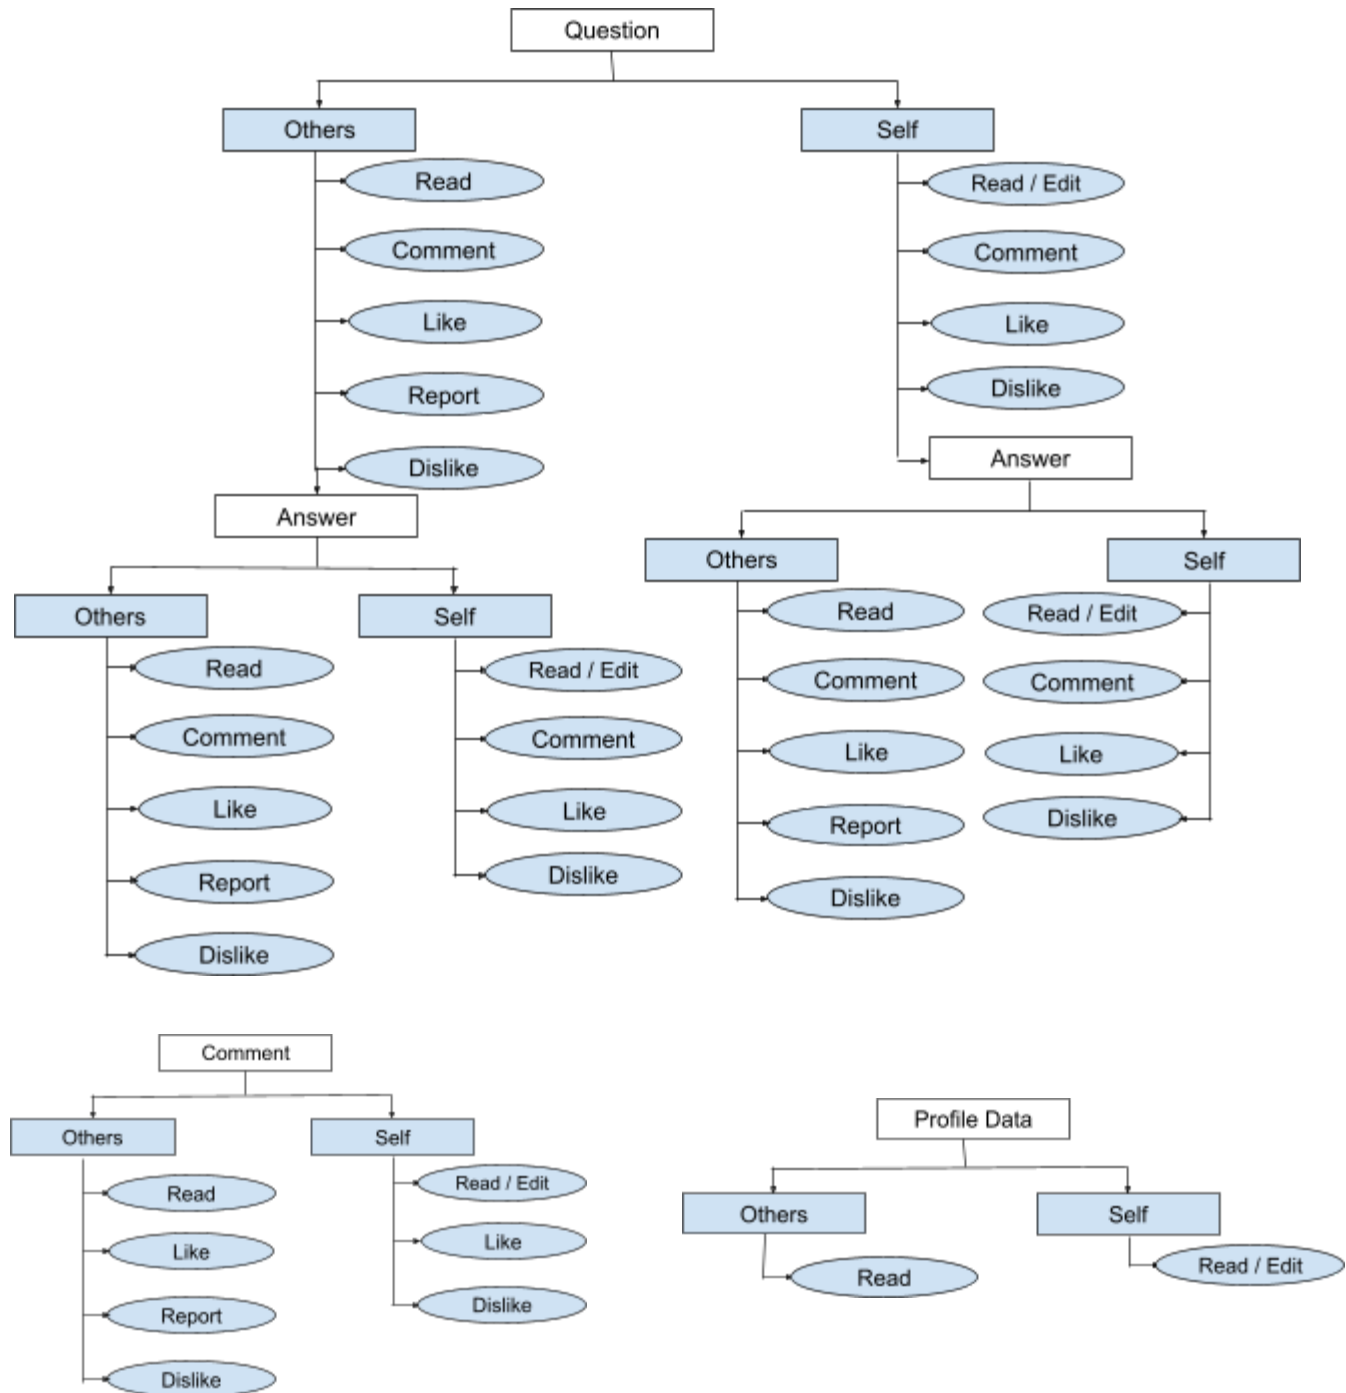 Question
Others
Self
Read
Read / Edit
Comment
Comment
Like
Like
Report
Dislike
Dislike
Answer
Answer
Others
Self
Others
Self
Read
Read / Edit
Read
Read / Edit
Comment
Comment
Comment
Comment
Like
Like
Like
Like
Report
Dislike
Report
Dislike
Dislike
Dislike
Comment
Others
Self
Read
Read / Edit
Like
Like
Report
Dislike
Dislike
Profile Data
Others
Self
Read
Read / Edit